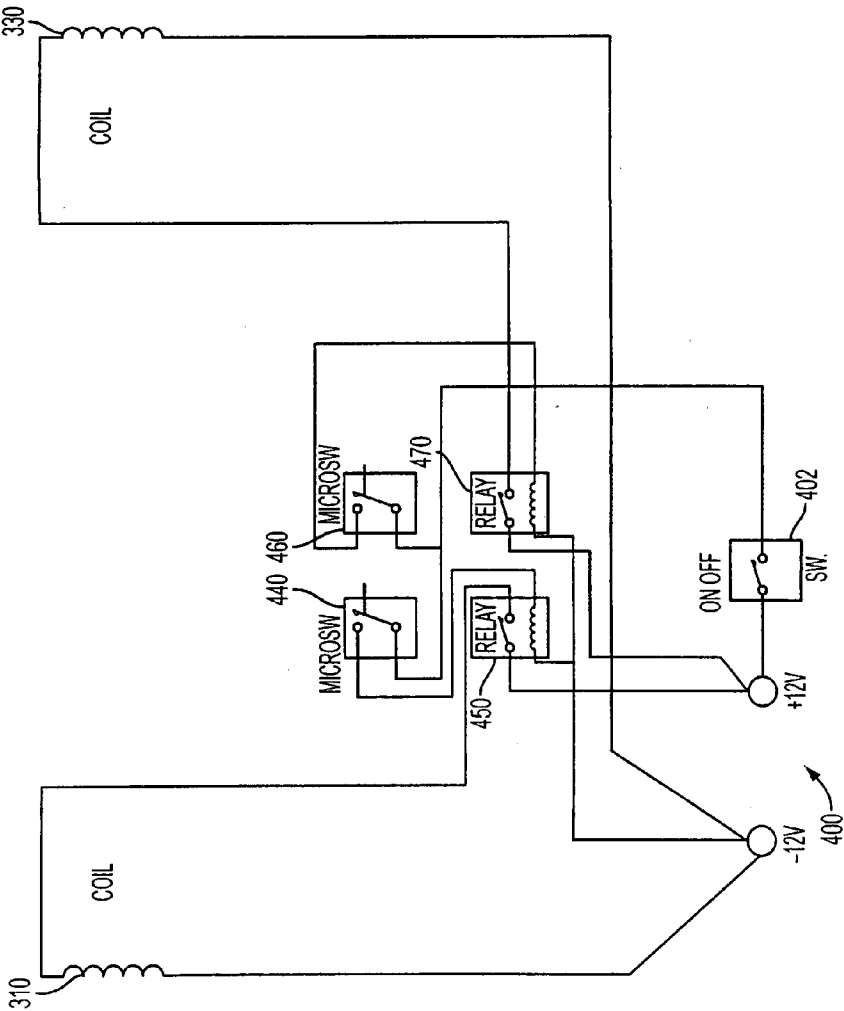 330
COIL
MICROSW
460
470
RELAY
440
MICROSW
RELAY
450
402
ON OFF
SW.
+12V
400
-12V
COIL
310